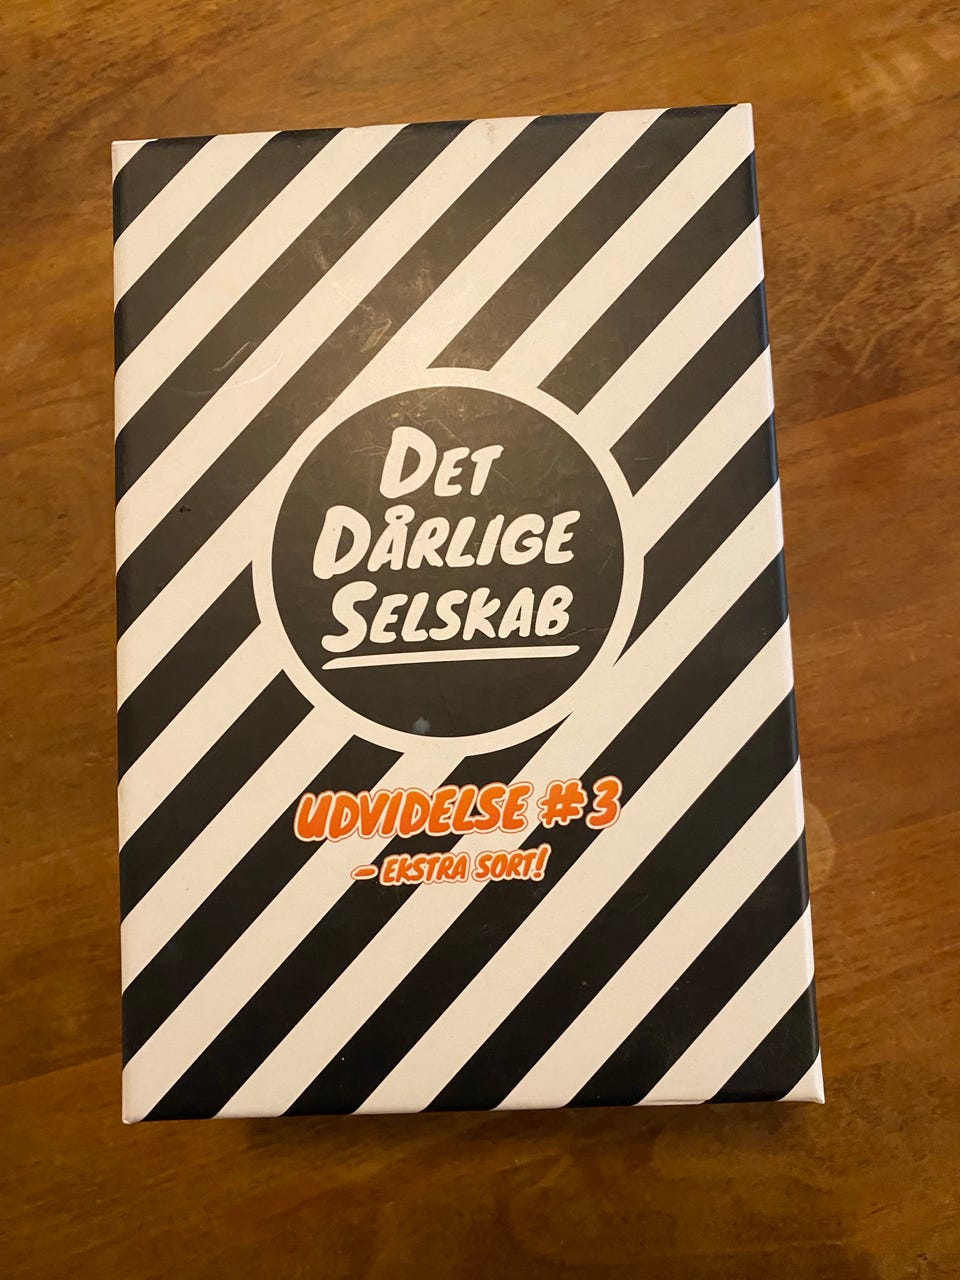 DET
DÅRLIGE
SELSKAB
UDVIDELSE #3
- EKSTRA SORT!